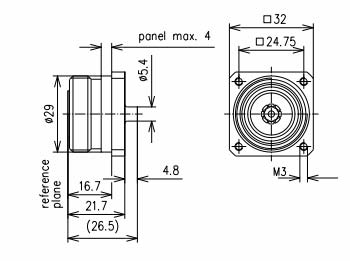 panel max. 4
□32
□24.75
ø5.4
ø29
M3
4.8
16.7
21.7
(26.5)
reference
plane